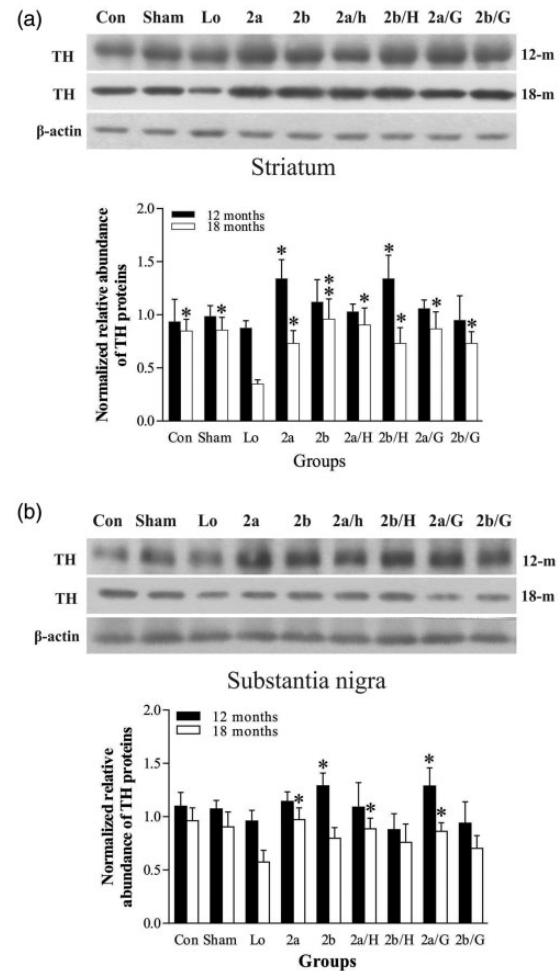 (a)
Con Sham Lo 2a 2b 2a/h 2b/H 2a/G 2b/G
TH 12-m
TH 18-m
β-actin
Striatum
Normalized relative abundance
of TH proteins
2.0
1.5
1.0
0.5
0.0
12 months
18 months
* * * * * * * * * * * *
Con Sham Lo 2a 2b 2a/H 2b/H 2a/G 2b/G
Groups
(b)
Con Sham Lo 2a 2b 2a/h 2b/H 2a/G 2b/G
TH 12-m
TH 18-m
β-actin
Substantia nigra
Normalized relative
abundance of TH proteins
2.0
1.5
1.0
0.5
0.0
12 months
18 months
* * * * *
Con Sham Lo 2a 2b 2a/H 2b/H 2a/G 2b/G
Groups